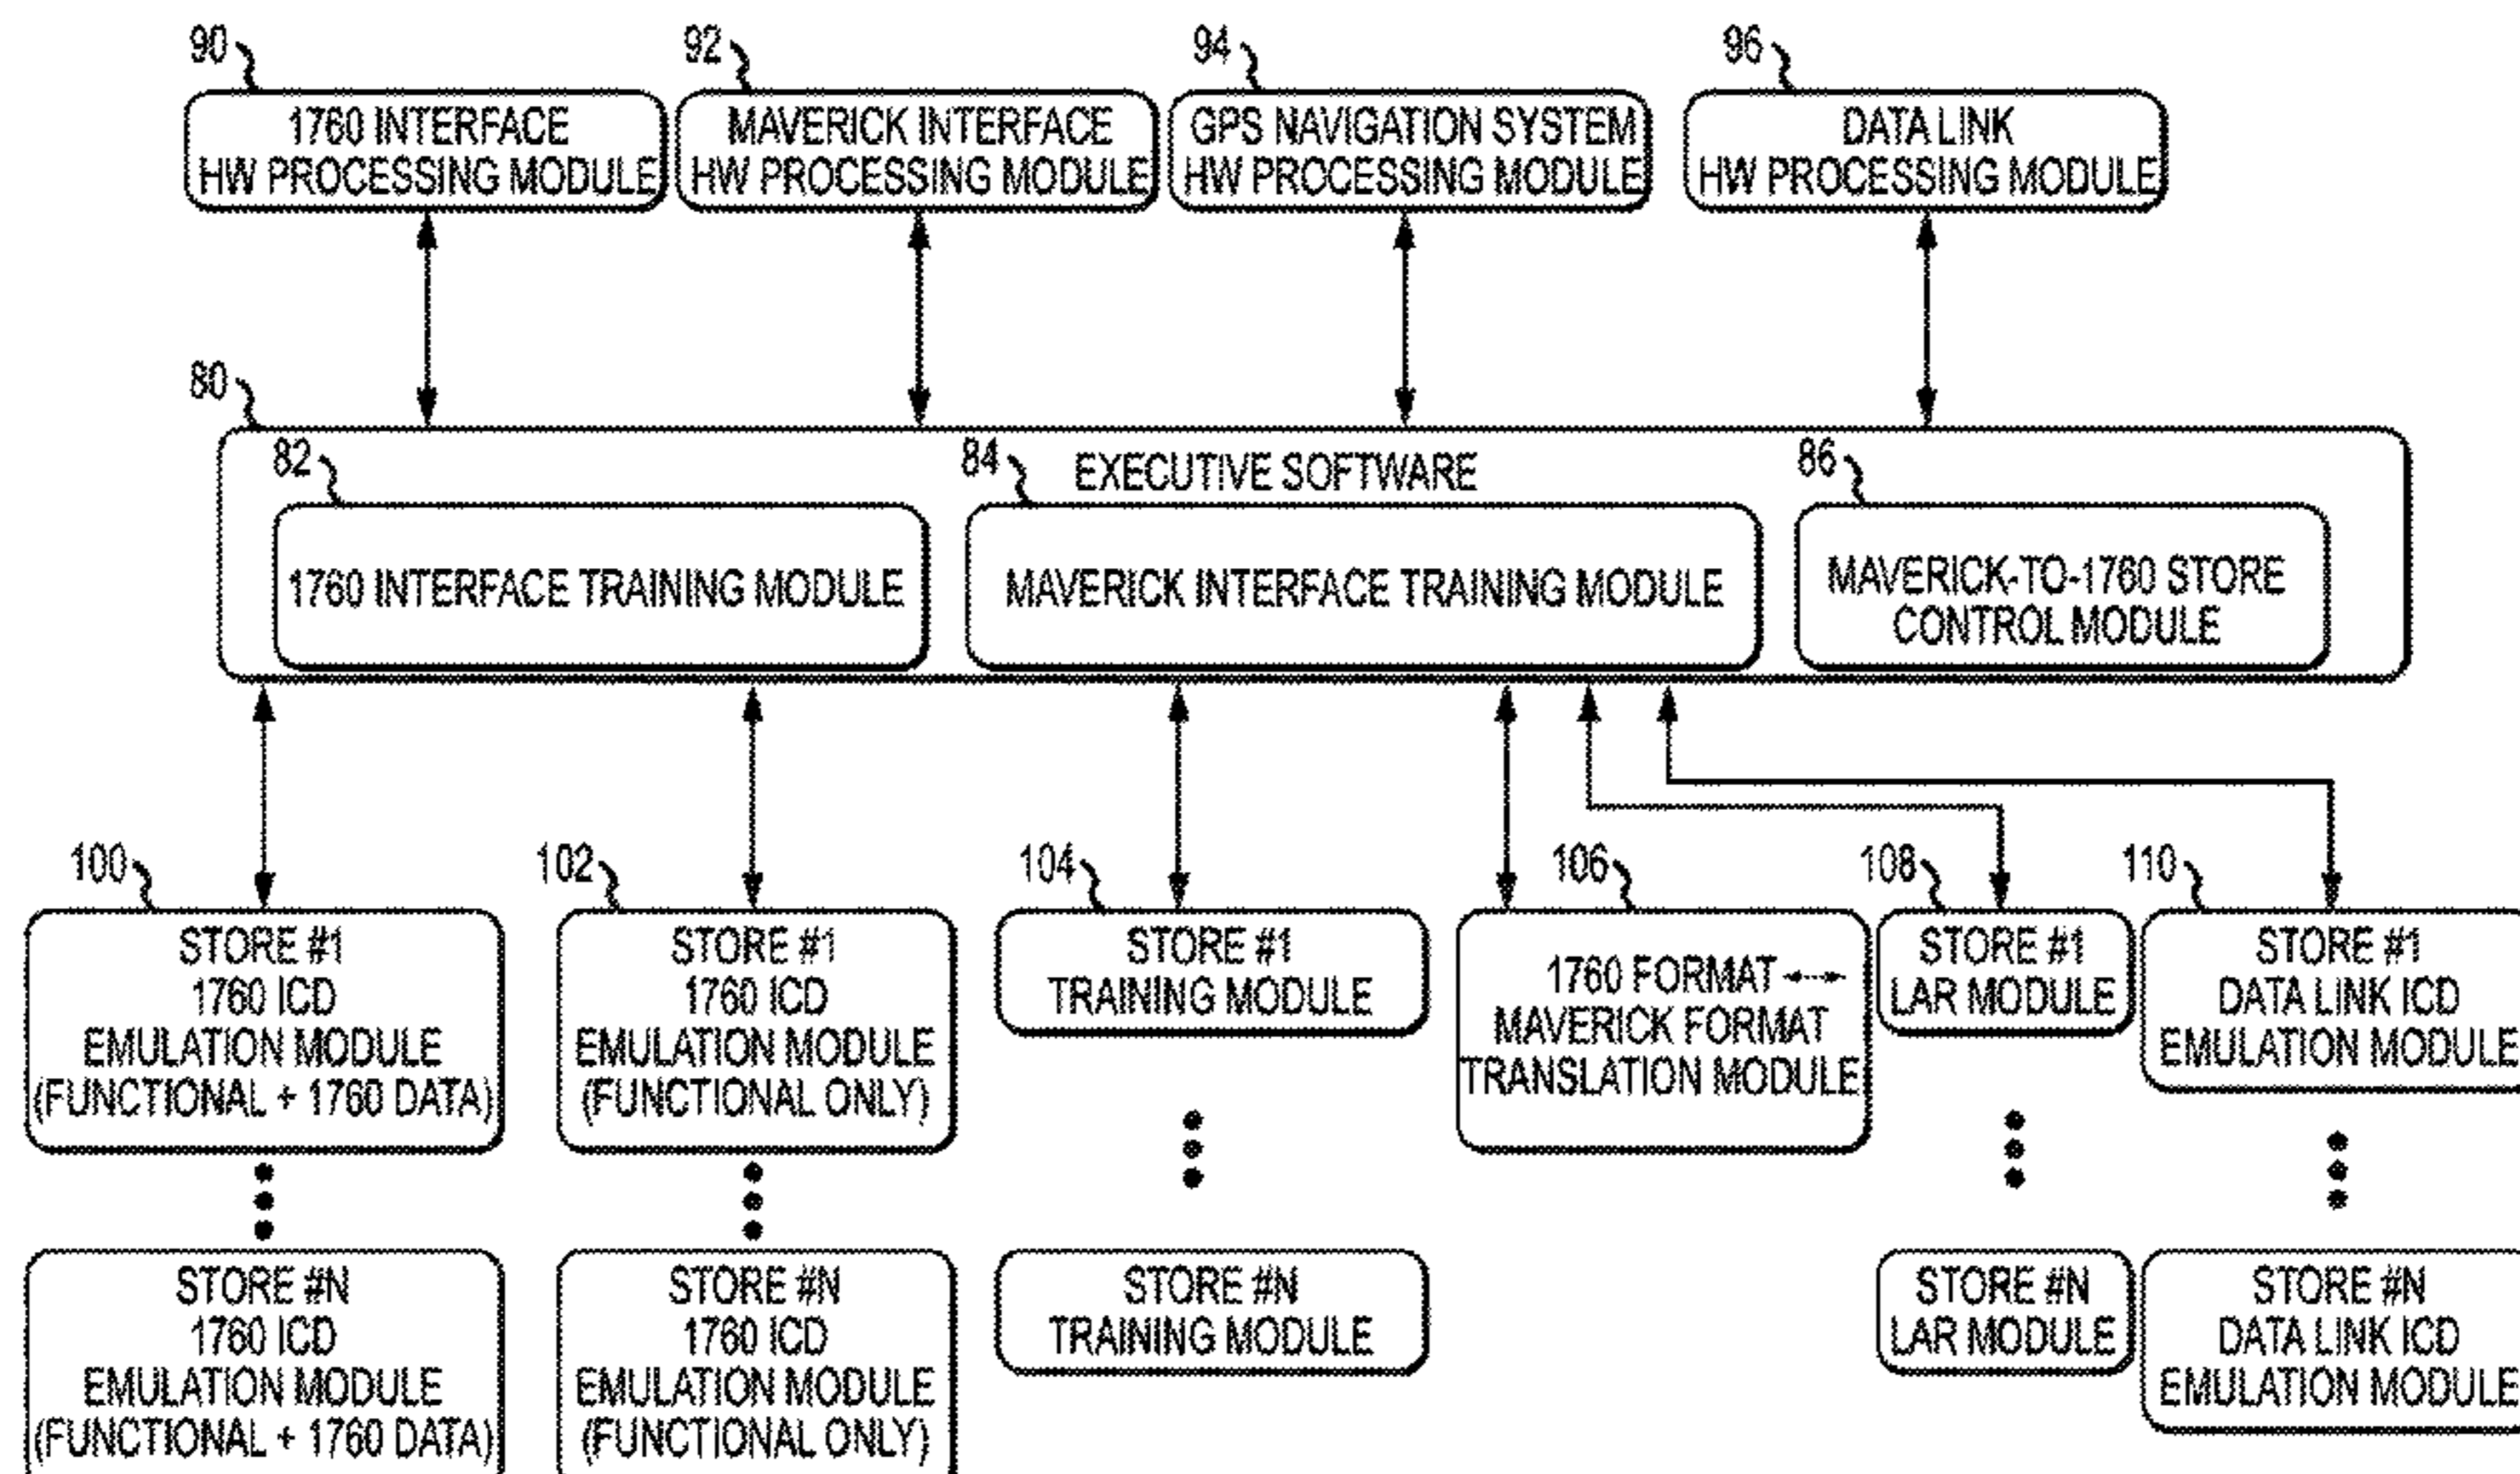 90
92
94
96
1760 INTERFACE
HW PROCESSING MODULE
MAVERICK INTERFACE
HW PROCESSING MODULE
GPS NAVIGATION SYSTEM
HW PROCESSING MODULE
DATA LINK
HW PROCESSING MODULE
80
EXECUTIVE SOFTWARE
82
1760 INTERFACE TRAINING MODULE
84
MAVERICK INTERFACE TRAINING MODULE
86
MAVERICK-TO-1760 STORE
CONTROL MODULE
100
STORE #1
1760 ICD
EMULATION MODULE
(FUNCTIONAL + 1760 DATA)
102
STORE #1
1760 ICD
EMULATION MODULE
(FUNCTIONAL ONLY)
104
STORE #1
TRAINING MODULE
106
1760 FORMAT
MAVERICK FORMAT
TRANSLATION MODULE
108
STORE #1
LAR MODULE
110
STORE #1
DATA LINK ICD
EMULATION MODULE
STORE #N
1760 ICD
EMULATION MODULE
(FUNCTIONAL + 1760 DATA)
STORE #N
1760 ICD
EMULATION MODULE
(FUNCTIONAL ONLY)
STORE #N
TRAINING MODULE
STORE #N
LAR MODULE
STORE #N
DATA LINK ICD
EMULATION MODULE